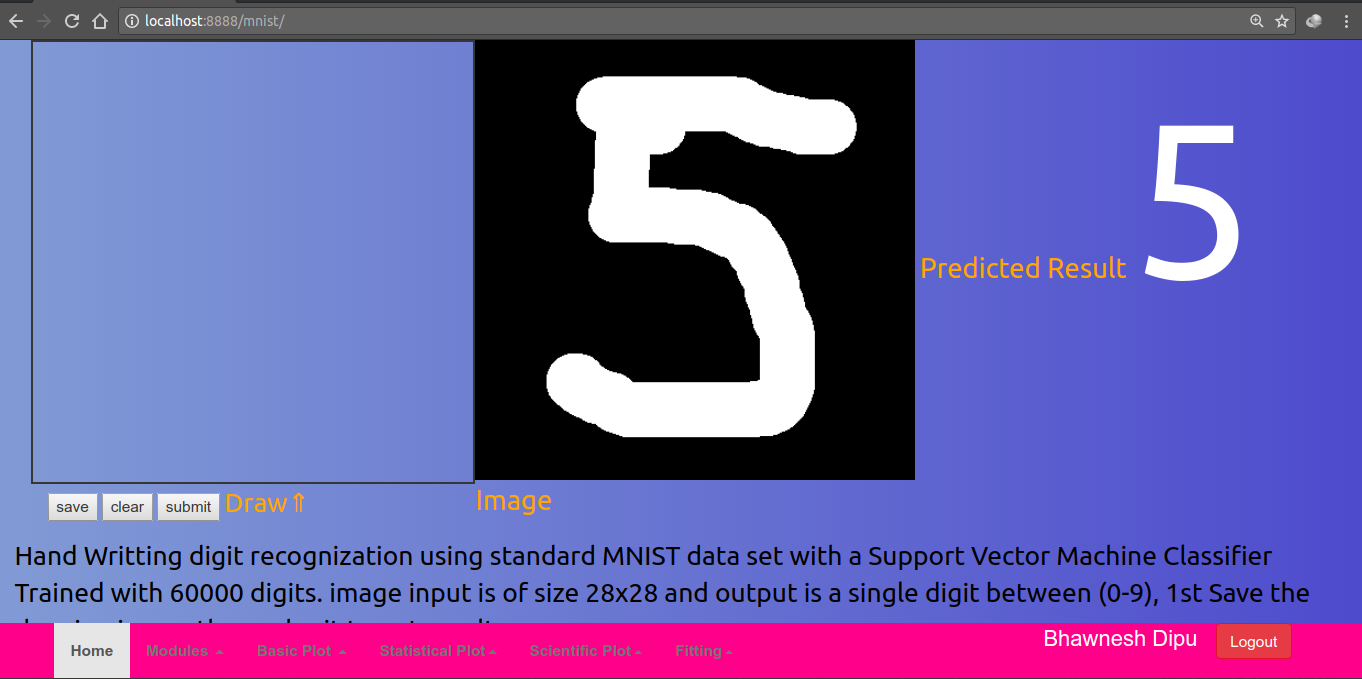 localhost:8888/mnist/
5
5
Predicted Result
save clear submit Draw⇑
Image
Hand Writting digit recognization using standard MNIST data set with a Support Vector Machine Classifier
Trained with 60000 digits. image input is of size 28x28 and output is a single digit between (0-9), 1st Save the
Bhawnesh Dipu Logout
Home Modules Basic Plot Statistical Plot Scientific Plot Fitting